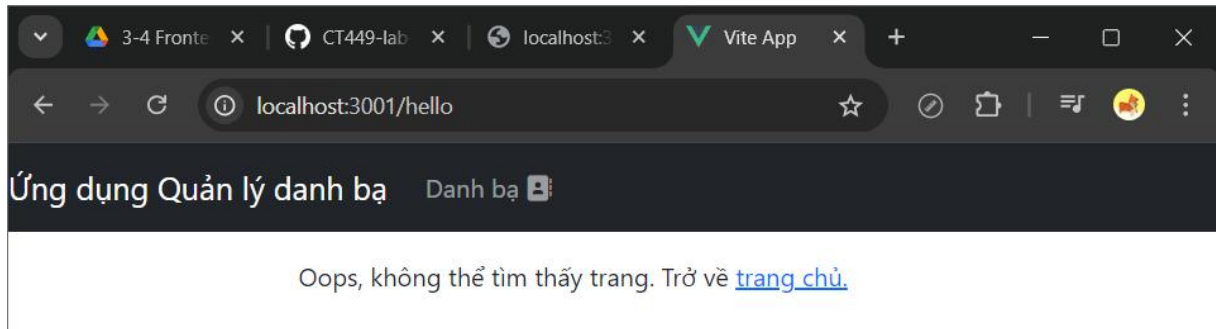 3-4 Fronte
CT449-lab-
localhost:3
Vite App
localhost:3001/hello
Ứng dụng Quản lý danh bạ
Danh bạ
Oops, không thể tìm thấy trang. Trở về trang chủ.